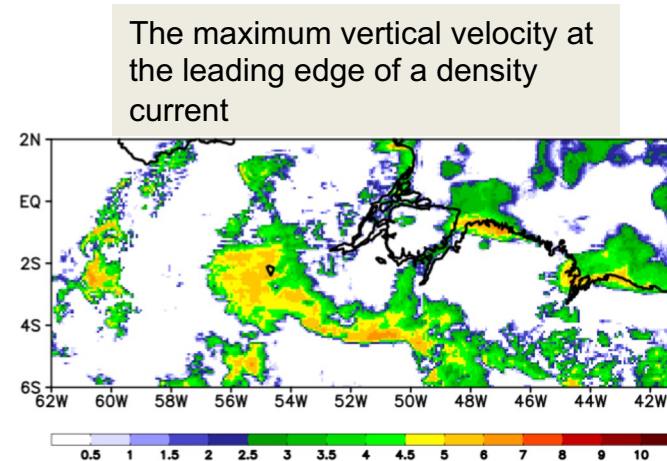 The maximum vertical velocity at
the leading edge of a density
current
2N
EQ
2S
4S
6S
62W 60W 58W 56W 54W 52W 50W 48W 46W 44W 42W
0.5 1 1.5 2 2.5 3 3.5 4 4.5 5 6 7 8 9 10